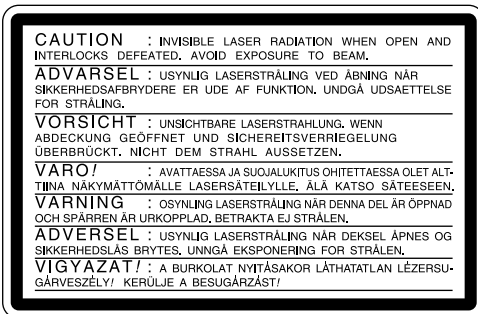 CAUTION : INVISIBLE LASER RADIATION WHEN OPEN AND
INTERLOCKS DEFEATED. AVOID EXPOSURE TO BEAM.
ADVARSEL : USYNLIG LASERSTRÅLING VED ÅBNING NÅR
SIKKERHEDSAFBRYDERE ER UDE AF FUNKTION. UNDGÅ UDSAETTELSE
FOR STRÅLING.
VORSICHT : UNSICHTBARE LASERSTRAHLUNG. WENN
ABDECKUNG GEÖFFNET UND SICHEREITSVERRIEGELUNG
ÜBERBRÜCKT. NICHT DEM STRAHL AUSSETZEN.
VARO! : AVATTAESSA JA SUOJALUKITUS OHITETTAESSA OLET ALT-
TIINA NÄKYMÄTTÖMÄLLE LASERSÄTEILYLLE. ÄLÄ KATSO SÄTEESEEN.
VARNING : OSYNLING LASERSTRÅLING NÄR DENNA DEL ÄR ÖPPNAD
OCH SPÄRREN ÄR URKOPPLAD. BETRAKTA EJ STRÅLEN.
ADVERSEL : USYNLIG LASERSTRÅLING NÅR DEKSEL ÅPNES OG
SIKKERHEDSLÅS BRYTES. UNNGÅ EKSPONERING FOR STRÅLEN.
VIGYAZAT! : A BURKOLAT NYITÁSAKOR LÁTHATATLAN LÉZERSU-
GÁRVESZÉLY! KERÜLJE A BESUGÁRZÁST!